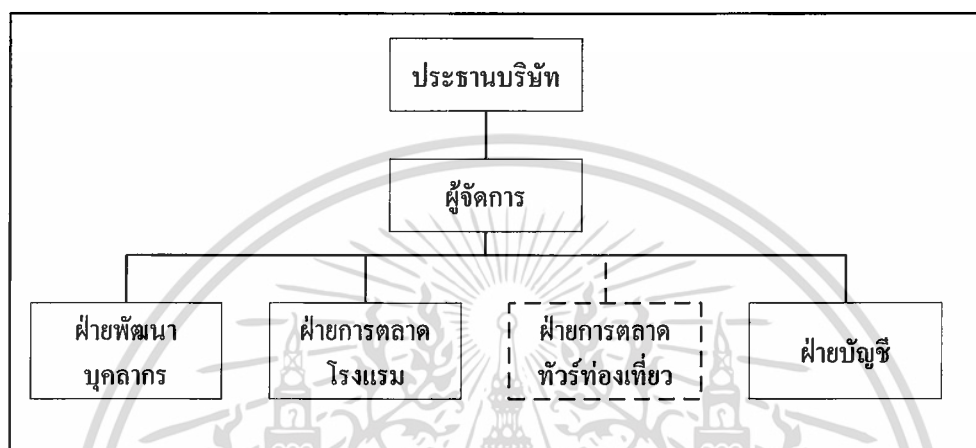 ประธานบริษัท
ผู้จัดการ
ฝ่ายพัฒนา
บุคลากร
ฝ่ายการตลาด
โรงแรม
ฝ่ายการตลาด
ทัวร์ท่องเที่ยว
ฝ่ายบัญชี